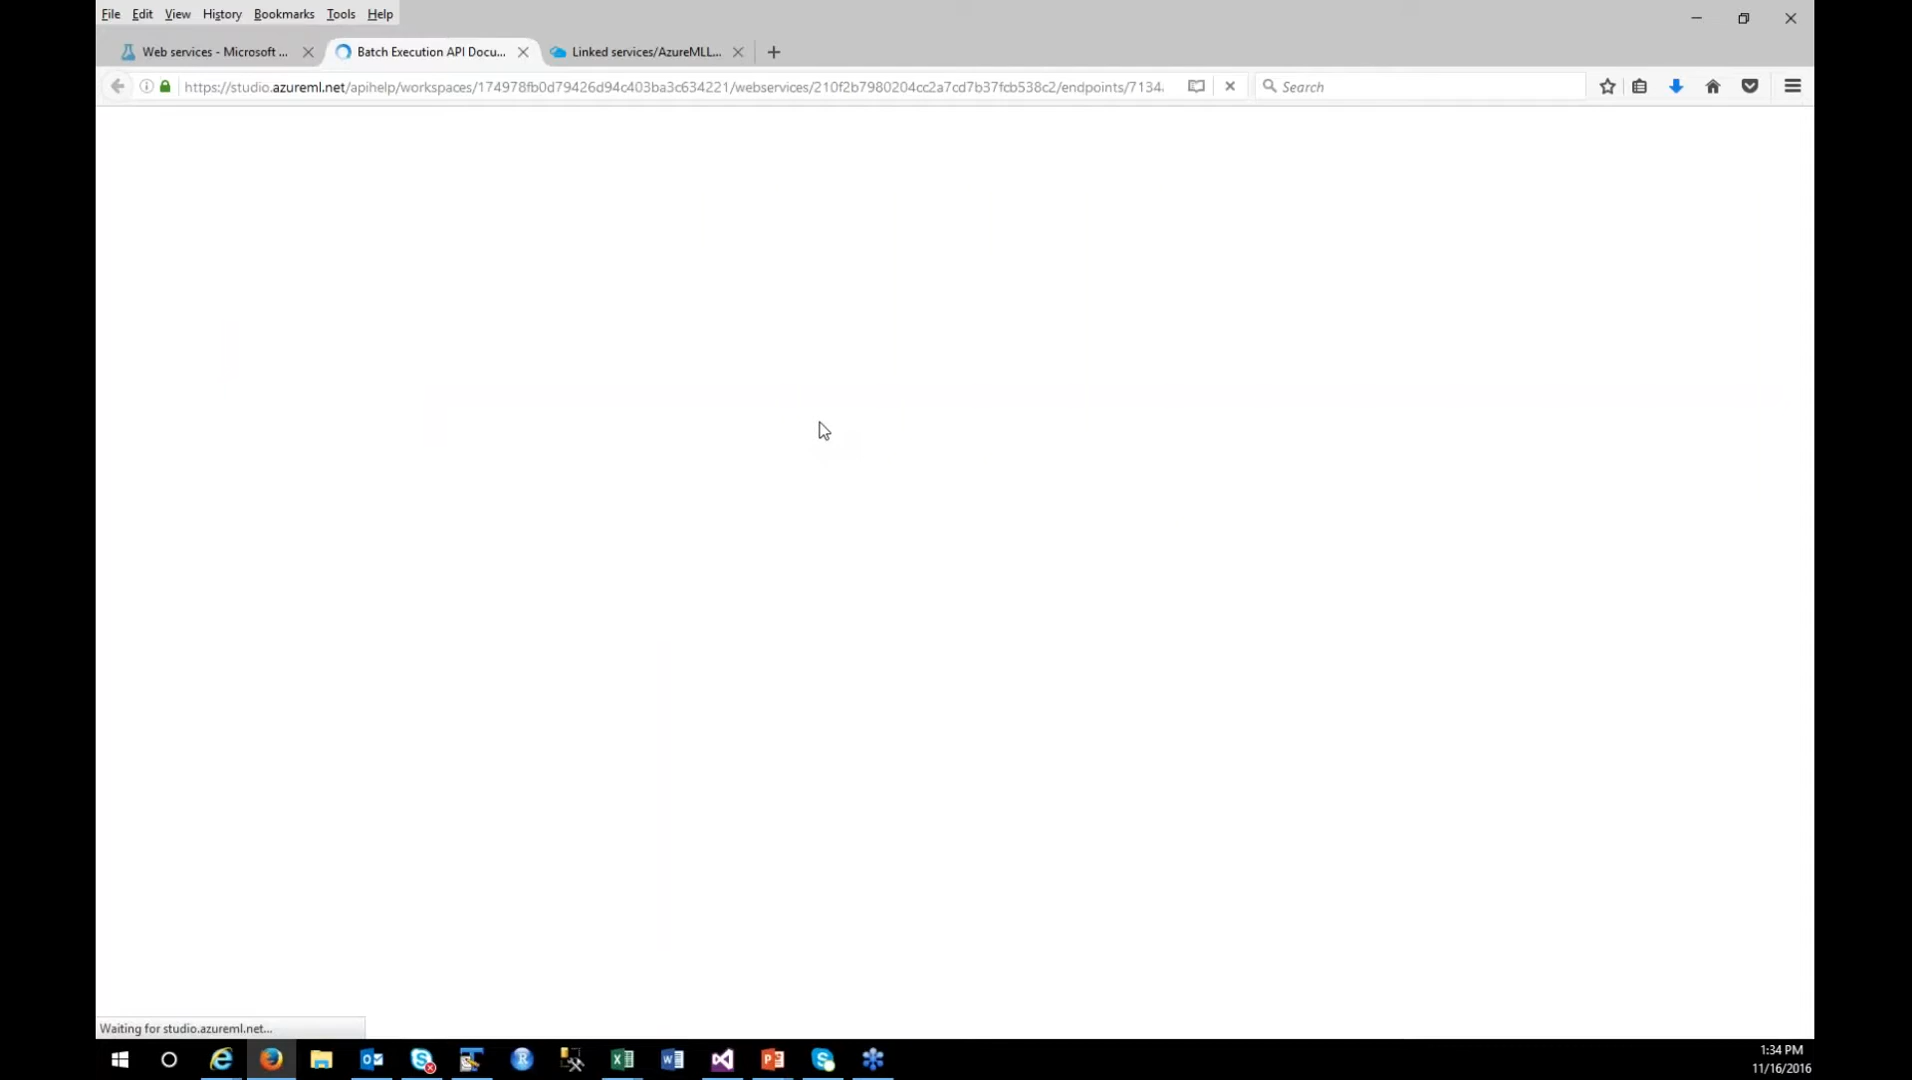 File Edit View History Bookmarks Tools Help
Web services - Microsoft ... Batch Execution API Docu... Linked services/AzureMLL...
https://studio.azureml.net/apihelp/workspaces/174978fb0d79426d94c403ba3c634221/webservices/210f2b7980204cc2a7cd7b37fcb538c2/endpoints/7134. Search
Waiting for studio.azureml.net...
1:34 PM
11/16/2016